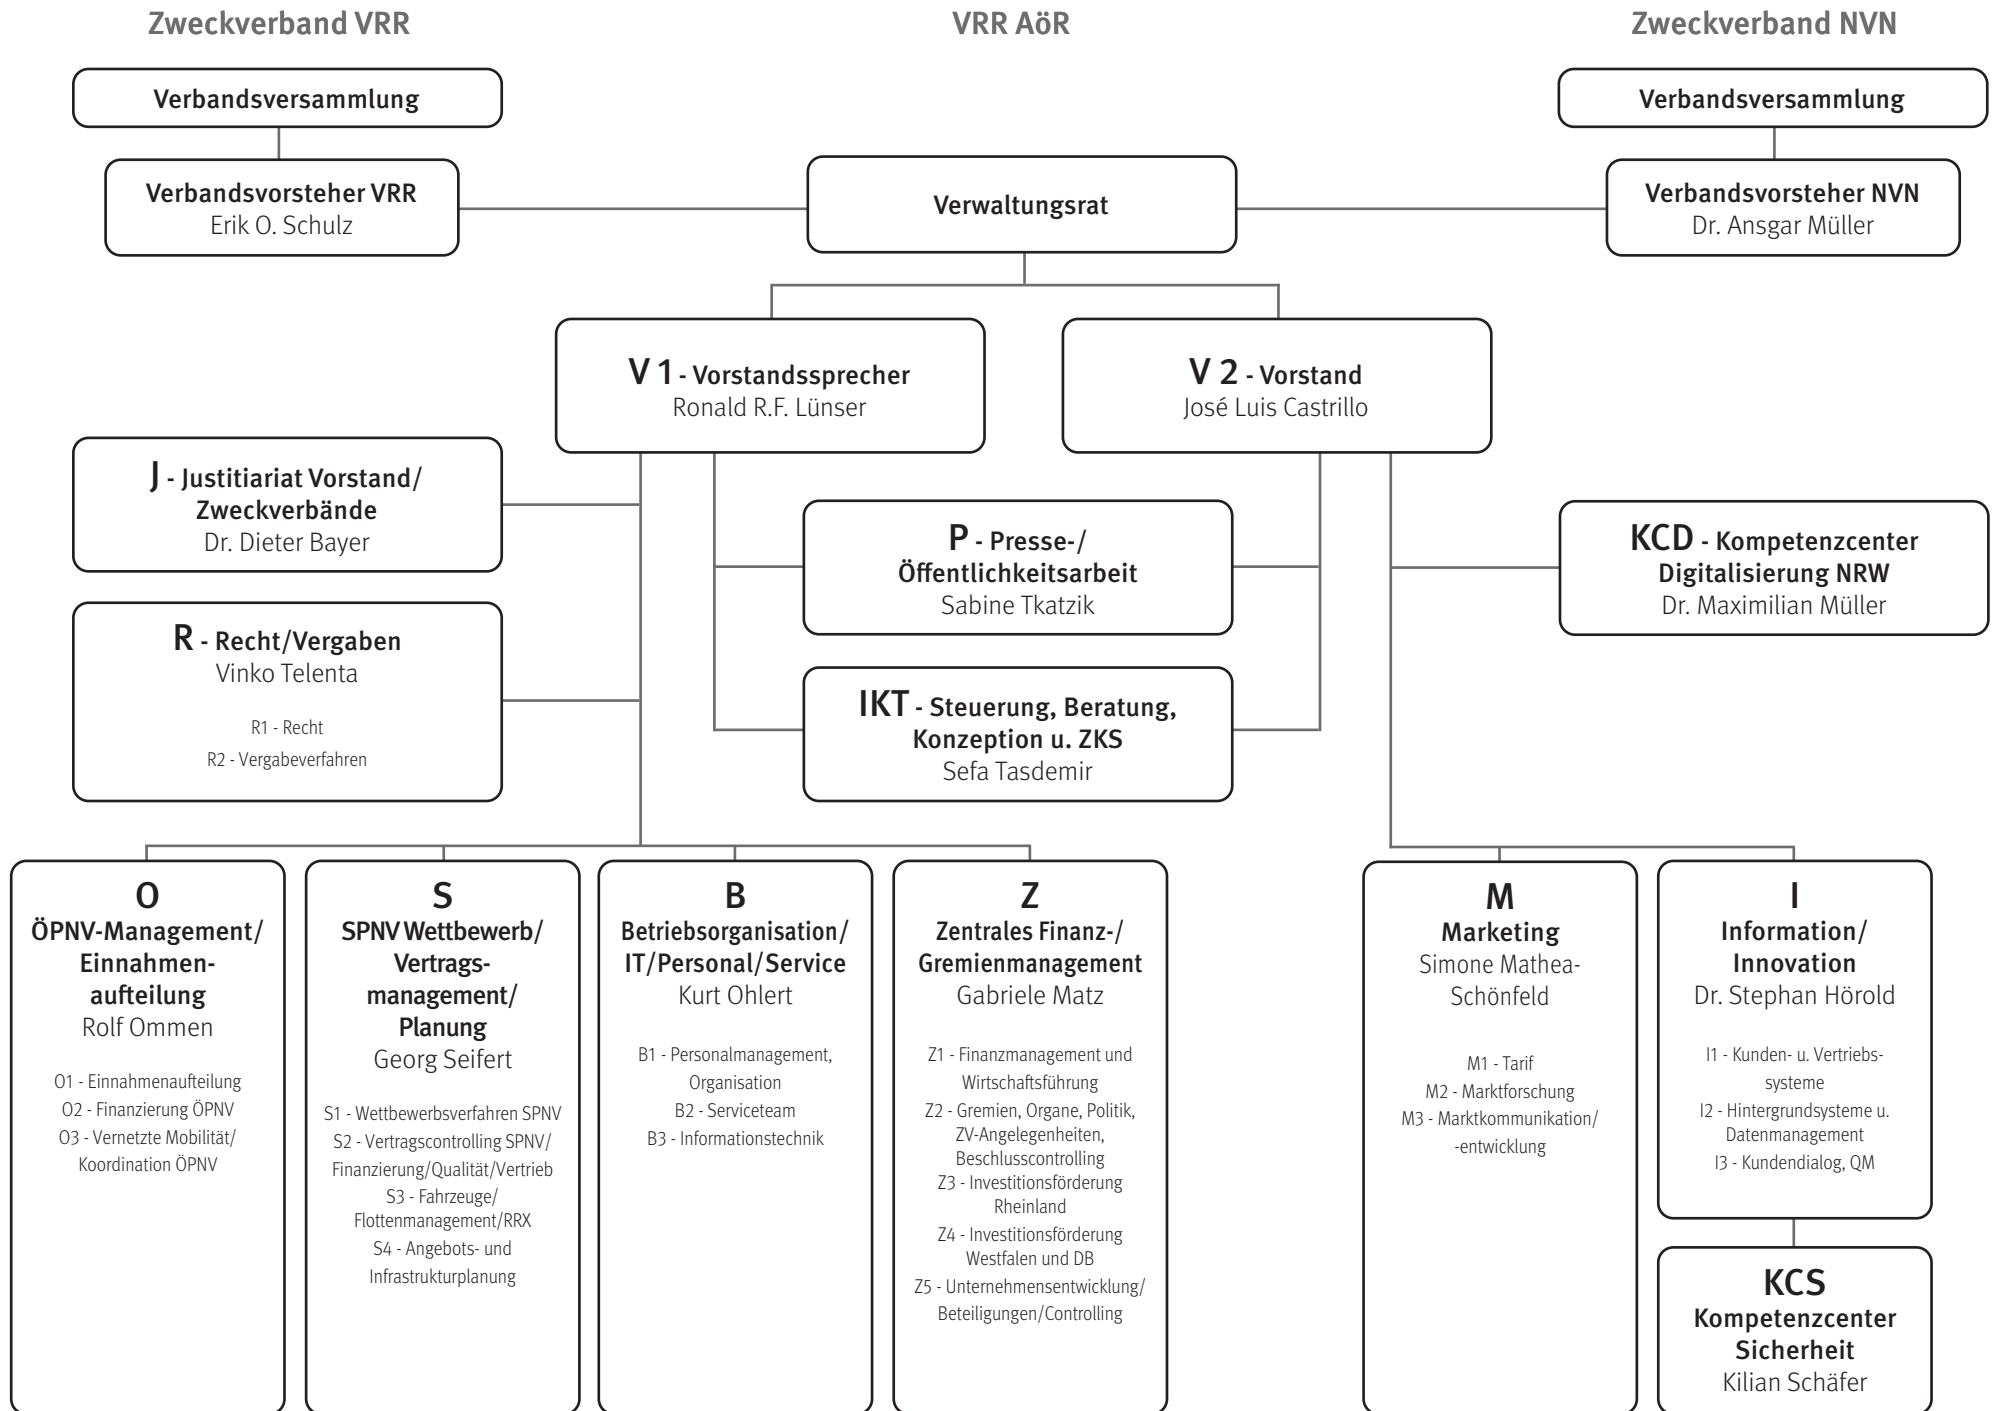 Zweckverband VRR
VRR AöR
Zweckverband NVN
Verbandsversammlung
Verbandsversammlung
Verbandsvorsteher VRR
Erik O. Schulz
Verwaltungsrat
Verbandsvorsteher NVN
Dr. Ansgar Müller
V 1 - Vorstandssprecher
Ronald R.F. Lünser
V 2 - Vorstand
José Luis Castrillo
J - Justitiariat Vorstand/
Zweckverbände
Dr. Dieter Bayer
P - Presse-/
Öffentlichkeitsarbeit
Sabine Tkatzik
KCD - Kompetenzcenter
Digitalisierung NRW
Dr. Maximilian Müller
R - Recht/Vergaben
Vinko Telenta
R1 - Recht
R2 - Vergabeverfahren
IKT - Steuerung, Beratung,
Konzeption u. ZKS
Sefa Tasdemir
O
ÖPNV-Management/
Einnahmen-
aufteilung
Rolf Ommen
O1 - Einnahmenaufteilung
O2 - Finanzierung ÖPNV
O3 - Vernetzte Mobilität/
Koordination ÖPNV
S
SPNV Wettbewerb/
Vertrags-
management/
Planung
Georg Seifert
S1 - Wettbewerbsverfahren SPNV
S2 - Vertragscontrolling SPNV/
Finanzierung/Qualität/Vertrieb
S3 - Fahrzeuge/
Flottenmanagement/RRX
S4 - Angebots- und
Infrastrukturplanung
B
Betriebsorganisation/
IT/Personal/Service
Kurt Ohlert
B1 - Personalmanagement,
Organisation
B2 - Serviceteam
B3 - Informationstechnik
Z
Zentrales Finanz-/
Gremienmanagement
Gabriele Matz
Z1 - Finanzmanagement und
Wirtschaftsführung
Z2 - Gremien, Organe, Politik,
ZV-Angelegenheiten,
Beschlusscontrolling
Z3 - Investitionsförderung
Rheinland
Z4 - Investitionsförderung
Westfalen und DB
Z5 - Unternehmensentwicklung/
Beteiligungen/Controlling
M
Marketing
Simone Mathea-
Schönfeld
M1 - Tarif
M2 - Marktforschung
M3 - Marktkommunikation/
-entwicklung
I
Information/
Innovation
Dr. Stephan Hörold
I1 - Kunden- u. Vertriebs-
systeme
I2 - Hintergrundsysteme u.
Datenmanagement
I3 - Kundendialog, QM
KCS
Kompetenzcenter
Sicherheit
Kilian Schäfer